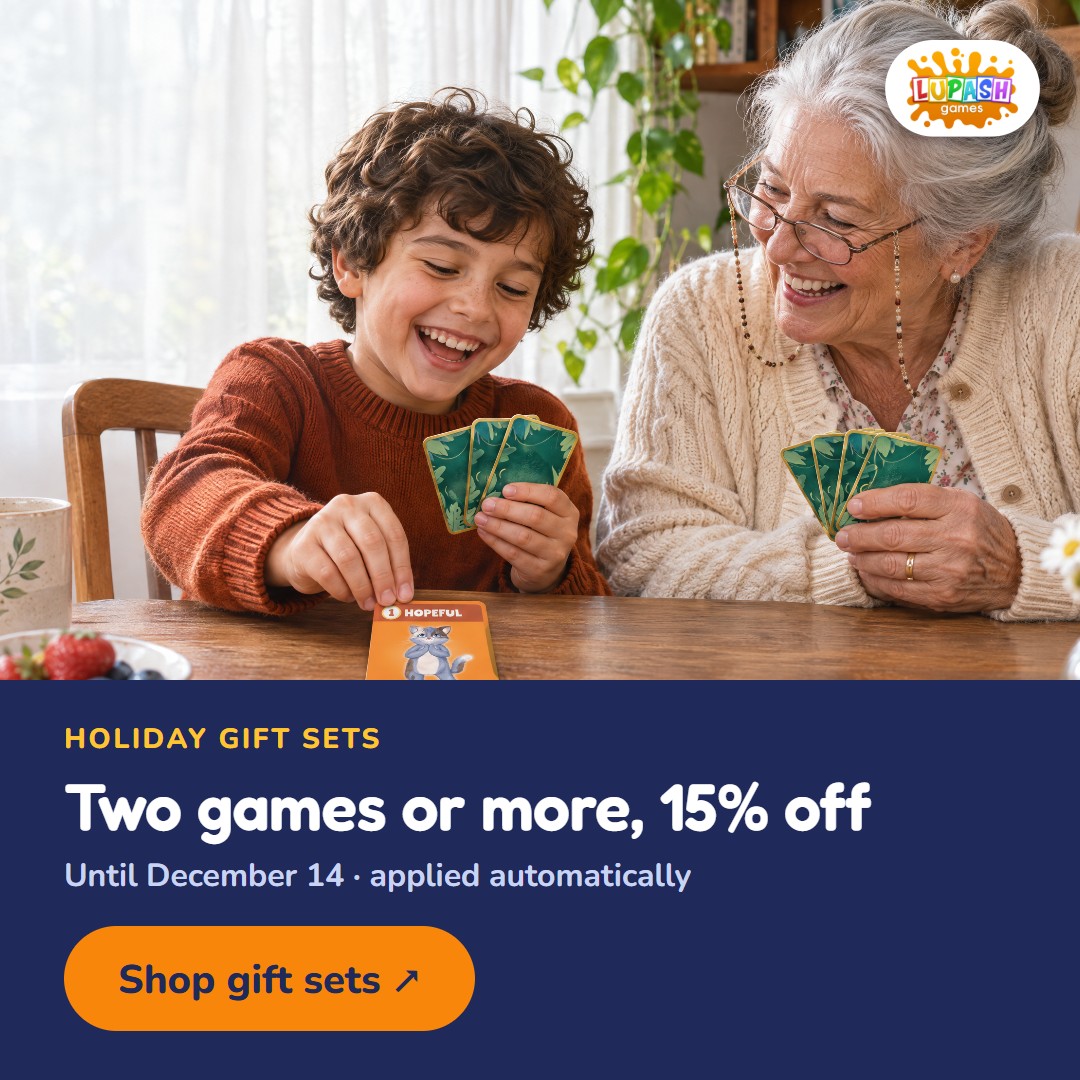 LUPASH
games
1 HOPEFUL
HOLIDAY GIFT SETS
Two games or more, 15% off
Until December 14 · applied automatically
Shop gift sets ↗